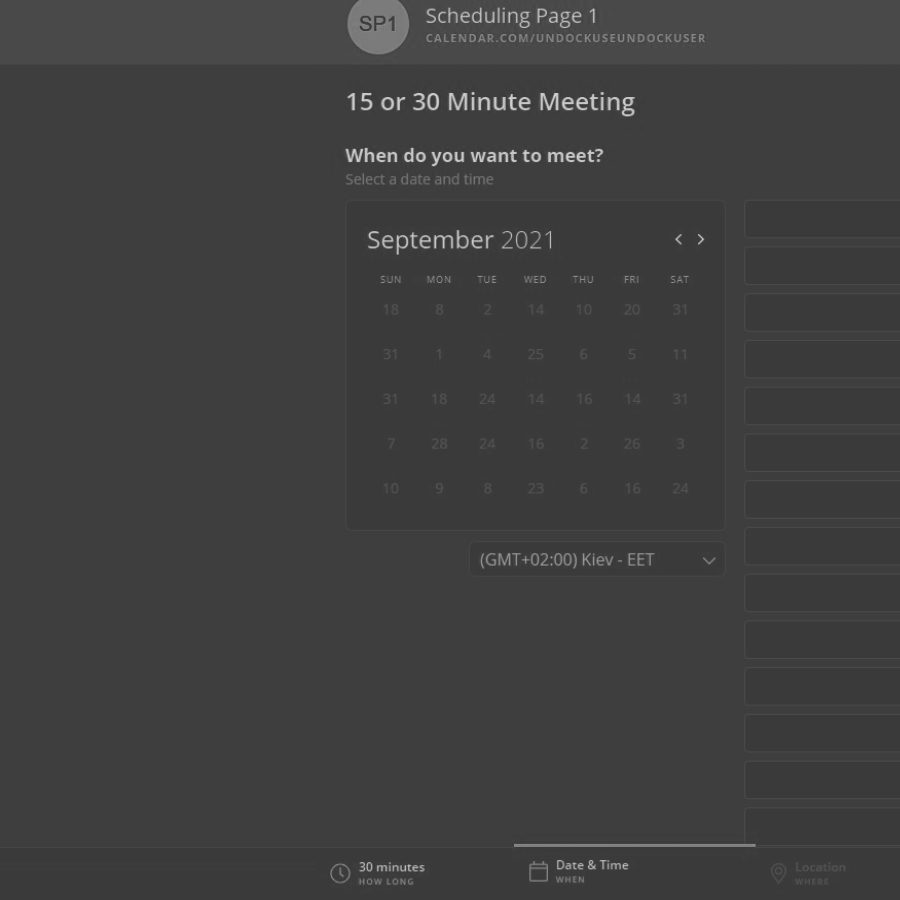 SP1
Scheduling Page 1
CALENDAR.COM/UNDOCKUSEUNDOCKUSER
15 or 30 Minute Meeting
When do you want to meet?
Select a date and time
September 2021
SUN MON TUE WED THU FRI SAT
18 8 2 14 10 20 31
31 1 4 25 6 5 11
31 18 24 14 16 14 31
7 28 24 16 2 26 3
10 9 8 23 6 16 24
(GMT+02:00) Kiev - EET
30 minutes
HOW LONG
Date & Time
WHEN
Location
WHERE